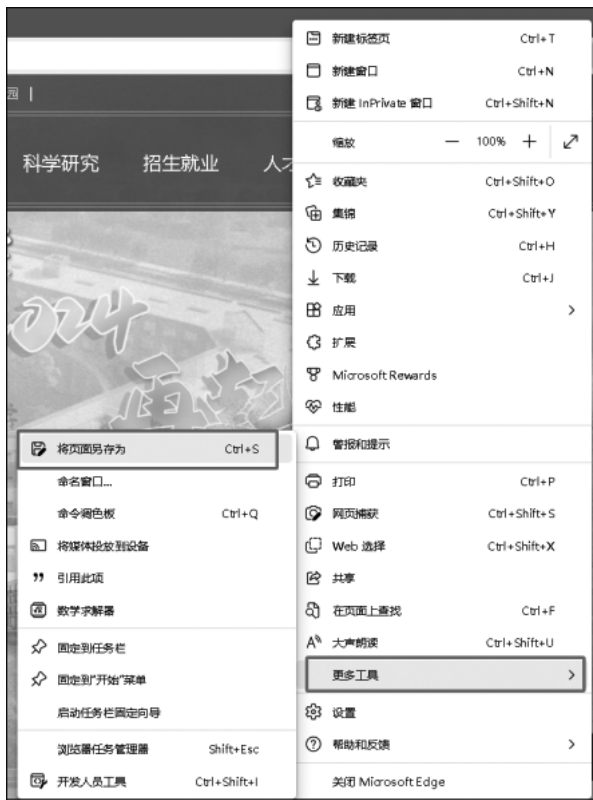 园 |
科学研究 招生就业 人才
2024
新建标签页 Ctrl+T
新建窗口 Ctrl+N
新建 InPrivate 窗口 Ctrl+Shift+N
缩放 — 100% +
收藏夹 Ctrl+Shift+O
集锦 Ctrl+Shift+Y
历史记录 Ctrl+H
下载 Ctrl+J
应用
扩展
Microsoft Rewards
性能
警报和提示
打印 Ctrl+P
网页捕获 Ctrl+Shift+S
Web 选择 Ctrl+Shift+X
共享
在页面上查找 Ctrl+F
大声朗读 Ctrl+Shift+U
更多工具
设置
帮助和反馈
关闭 Microsoft Edge
将页面另存为 Ctrl+S
命名窗口...
命令调色板 Ctrl+Q
将媒体投放到设备
引用此项
数学求解器
固定到任务栏
固定到"开始"菜单
启动任务栏固定向导
浏览器任务管理器 Shift+Esc
开发人员工具 Ctrl+Shift+I